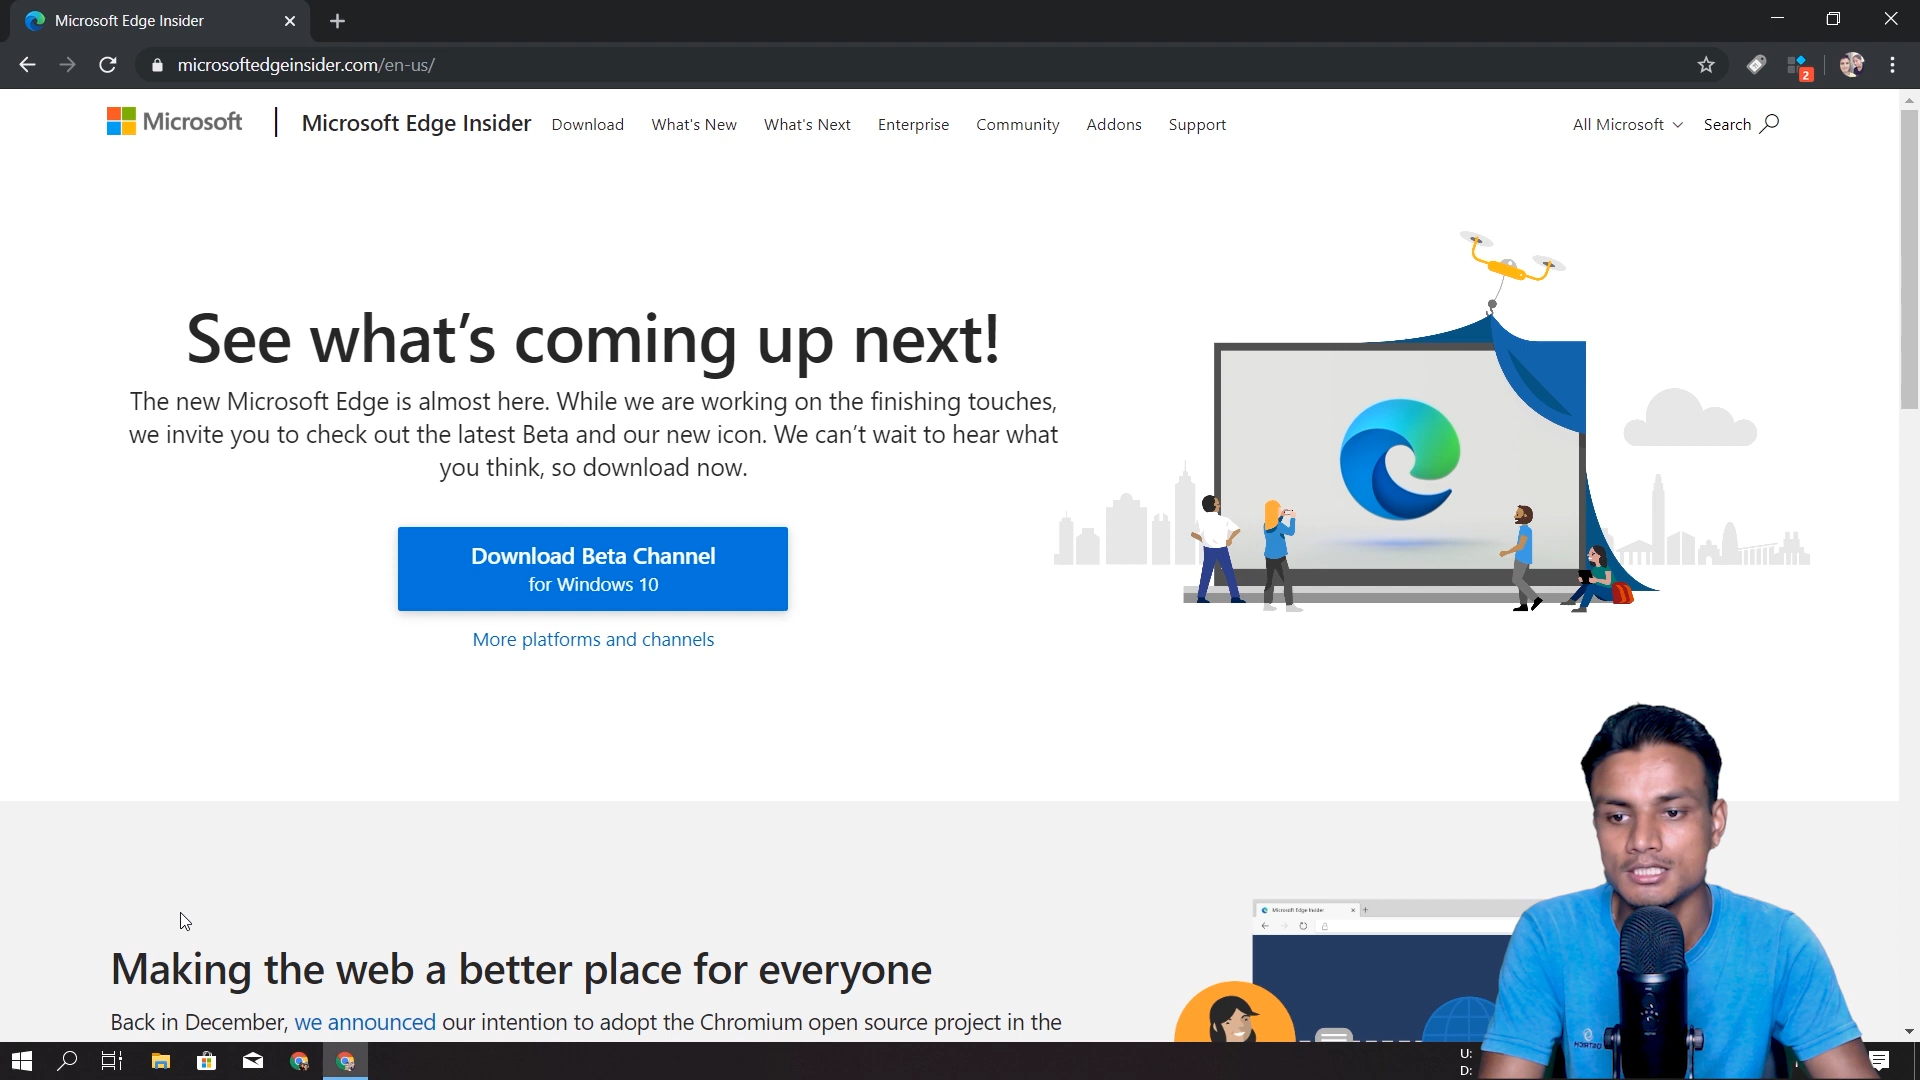 Microsoft Edge Insider
microsoftedgeinsider.com/en-us/
2
Microsoft
Microsoft Edge Insider
Download
What's New
What's Next
Enterprise
Community
Addons
Support
All Microsoft
Search
See what's coming up next!
The new Microsoft Edge is almost here. While we are working on the finishing touches,
we invite you to check out the latest Beta and our new icon. We can't wait to hear what
you think, so download now.
Download Beta Channel
for Windows 10
More platforms and channels
Microsoft Edge Insider
Making the web a better place for everyone
Back in December, we announced our intention to adopt the Chromium open source project in the
U:
D: